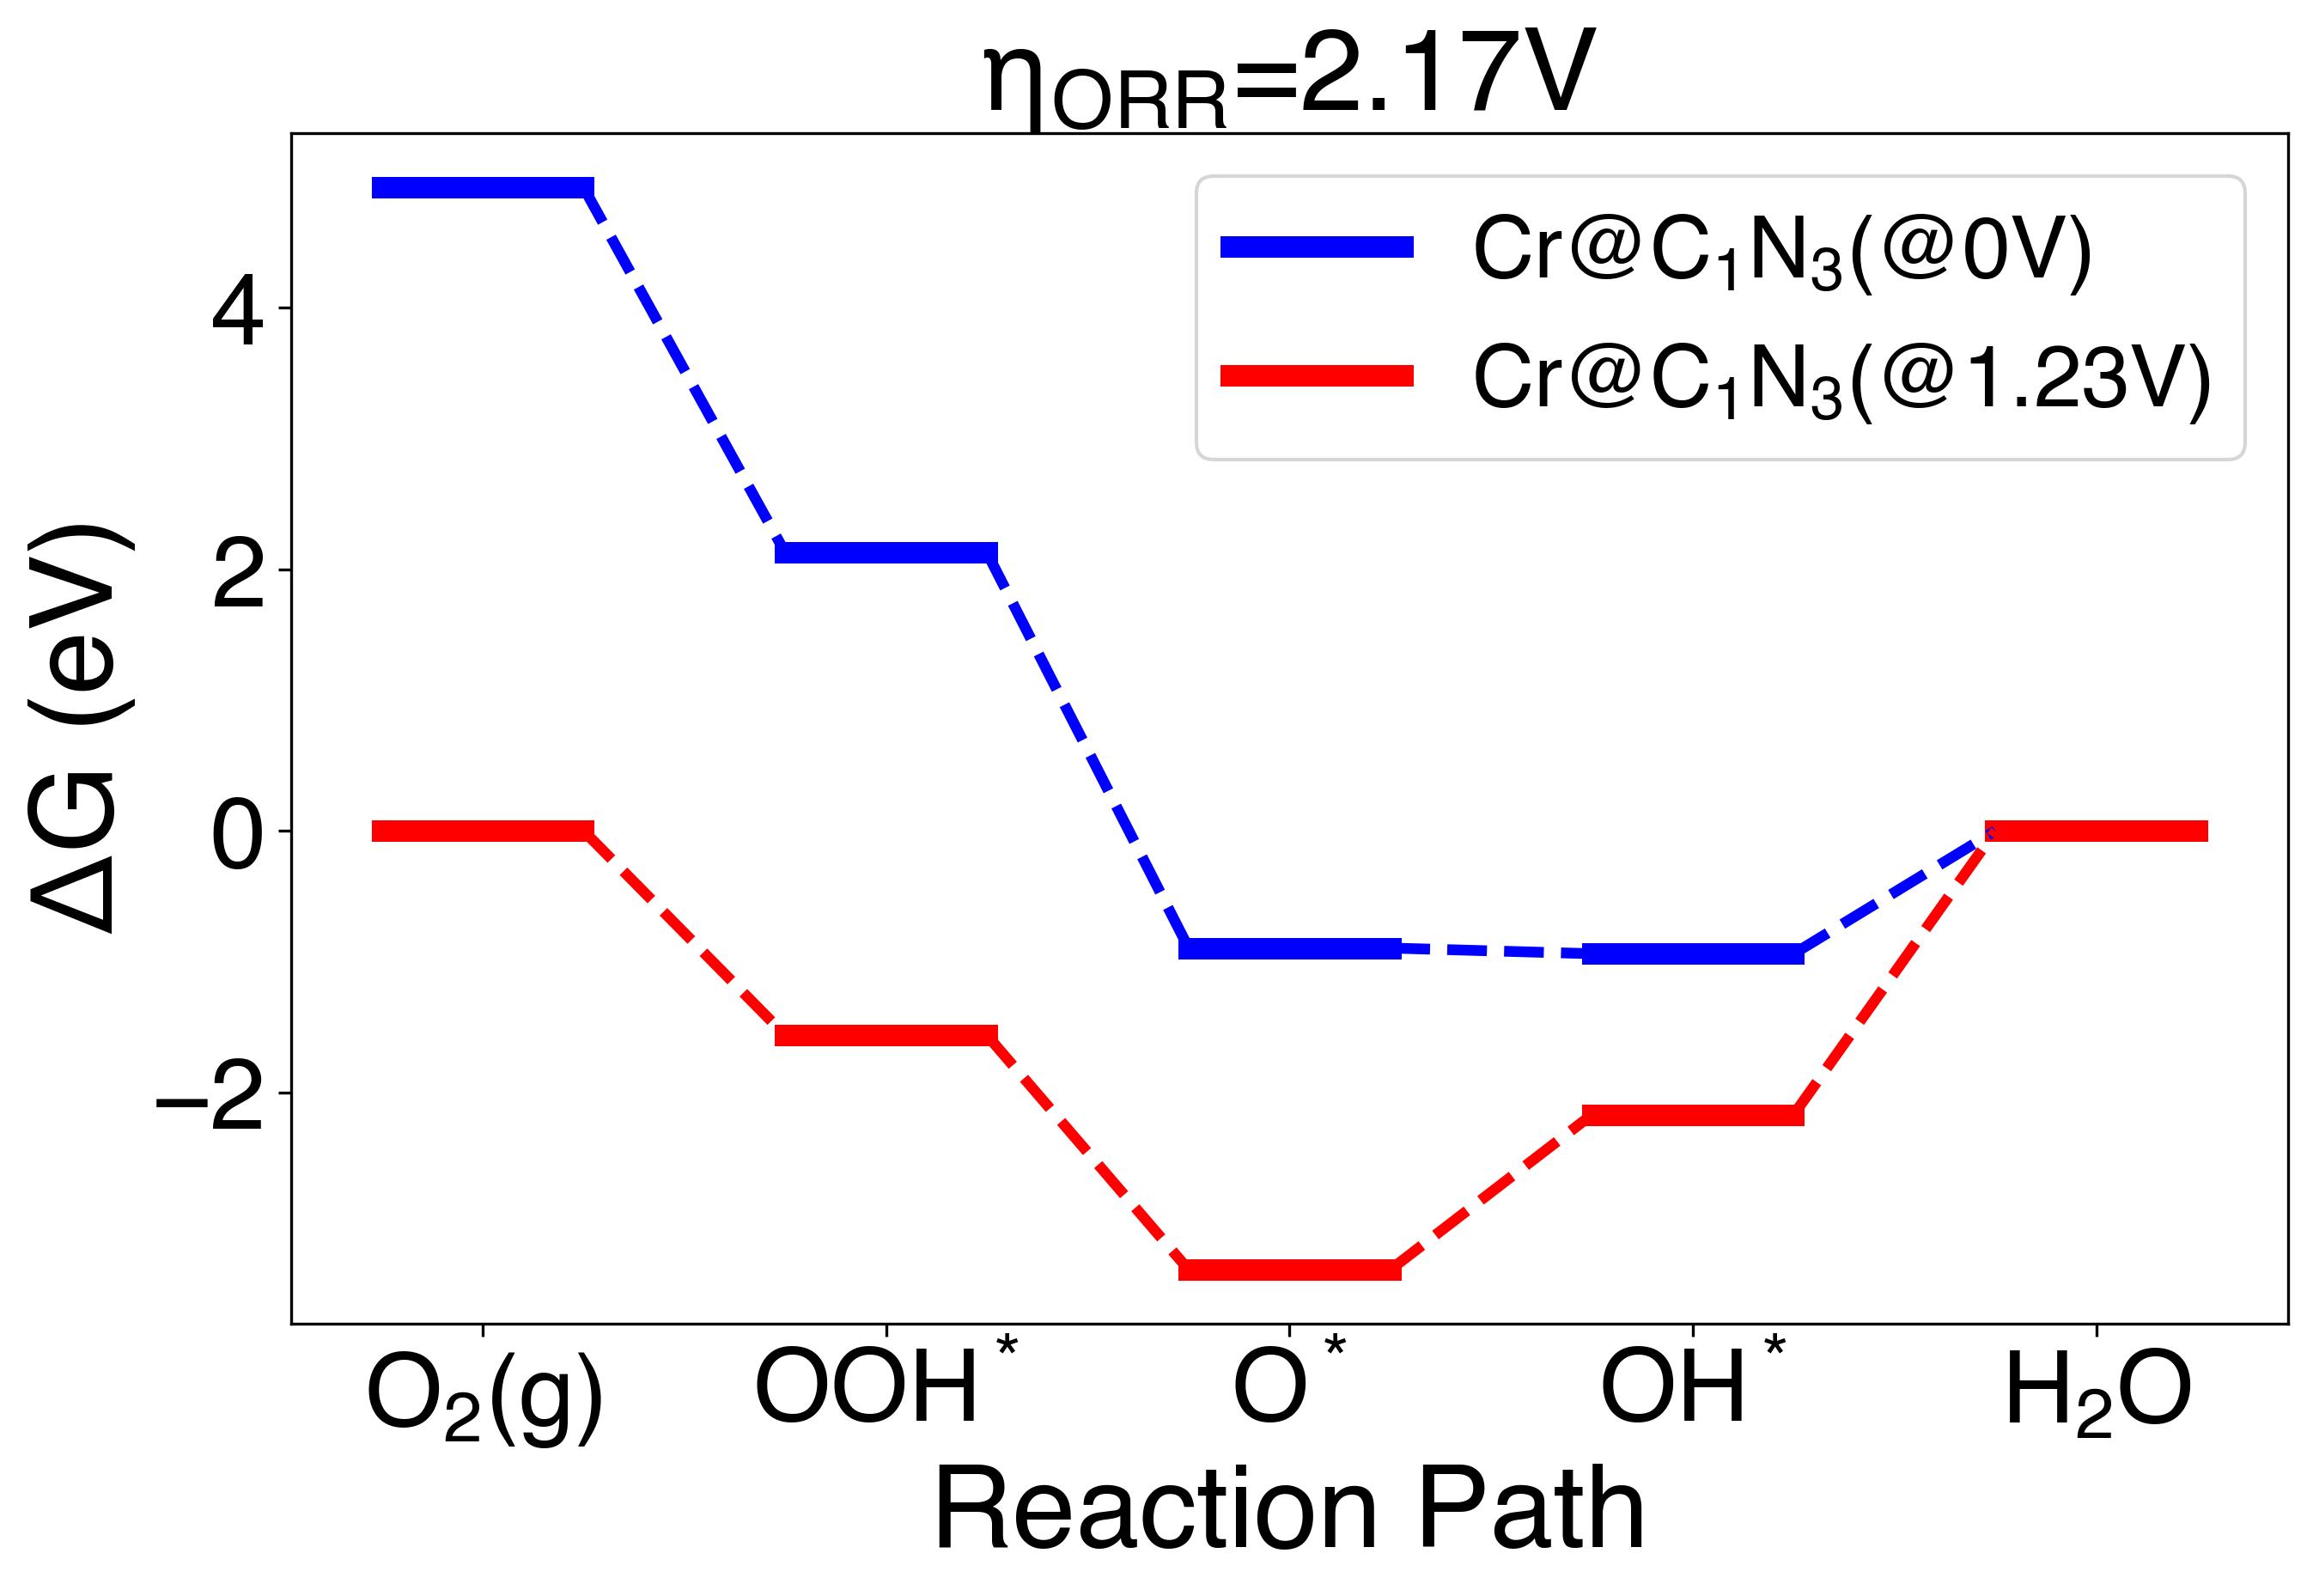 η_ORR=2.17V
Cr@C₁N₃(@0V)
Cr@C₁N₃(@1.23V)
ΔG (eV)
4
2
0
−2
O₂(g) OOH* O* OH* H₂O
Reaction Path